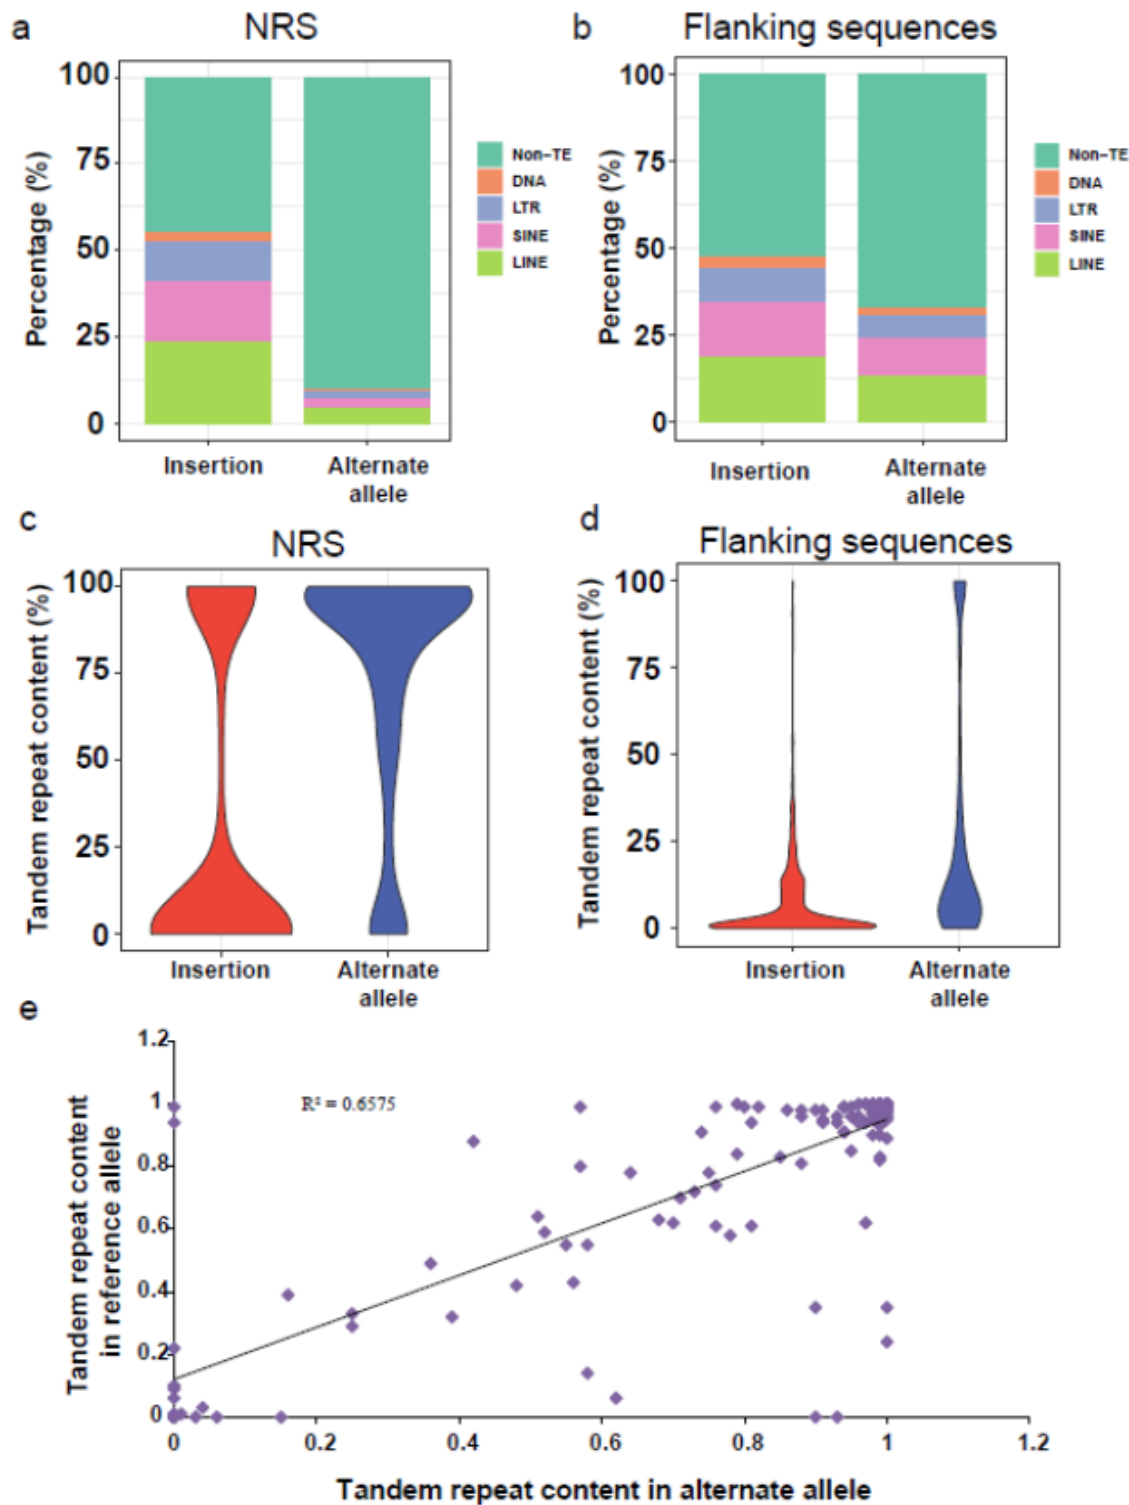 a
NRS
Percentage (%)
100
75
50
25
0
Insertion
Alternate
allele
Non-TE
DNA
LTR
SINE
LINE
b
Flanking sequences
Percentage (%)
100
75
50
25
0
Insertion
Alternate
allele
Non-TE
DNA
LTR
SINE
LINE
c
NRS
Tandem repeat content (%)
100
75
50
25
0
Insertion
Alternate
allele
d
Flanking sequences
Tandem repeat content (%)
100
75
50
25
0
Insertion
Alternate
allele
e
Tandem repeat content
in reference allele
1.2
1
0.8
0.6
0.4
0.2
0
R² = 0.6575
0 0.2 0.4 0.6 0.8 1 1.2
Tandem repeat content in alternate allele